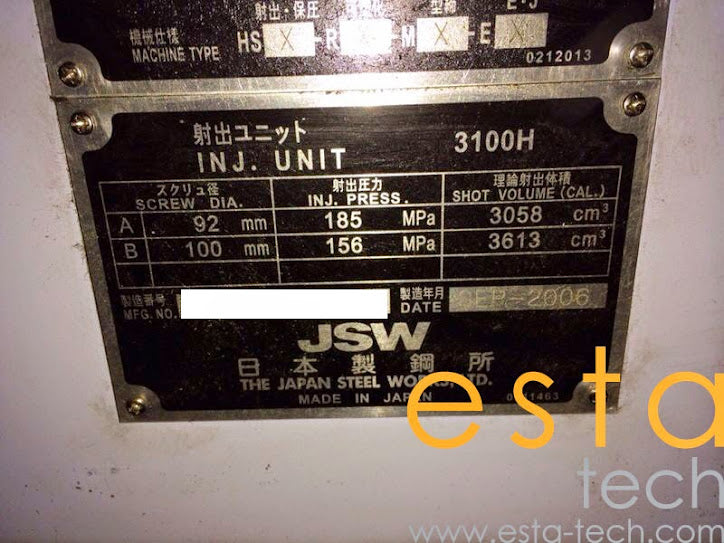 射出・保圧 型締 E・J
機械仕様 HS X -R M X -E X
MACHINE TYPE
0212013
射出ユニット 3100H
INJ. UNIT
スクリュ径 射出圧力 理論射出体積
SCREW DIA. INJ. PRESS. SHOT VOLUME (CAL.)
A 92 mm 185 MPa 3058 cm³
B 100 mm 156 MPa 3613 cm³
製造番号 製造年月
MFG. NO. DATE SEP-2006
JSW
日本製鋼所
THE JAPAN STEEL WORKS, LTD.
MADE IN JAPAN
esta
tech
www.esta-tech.com